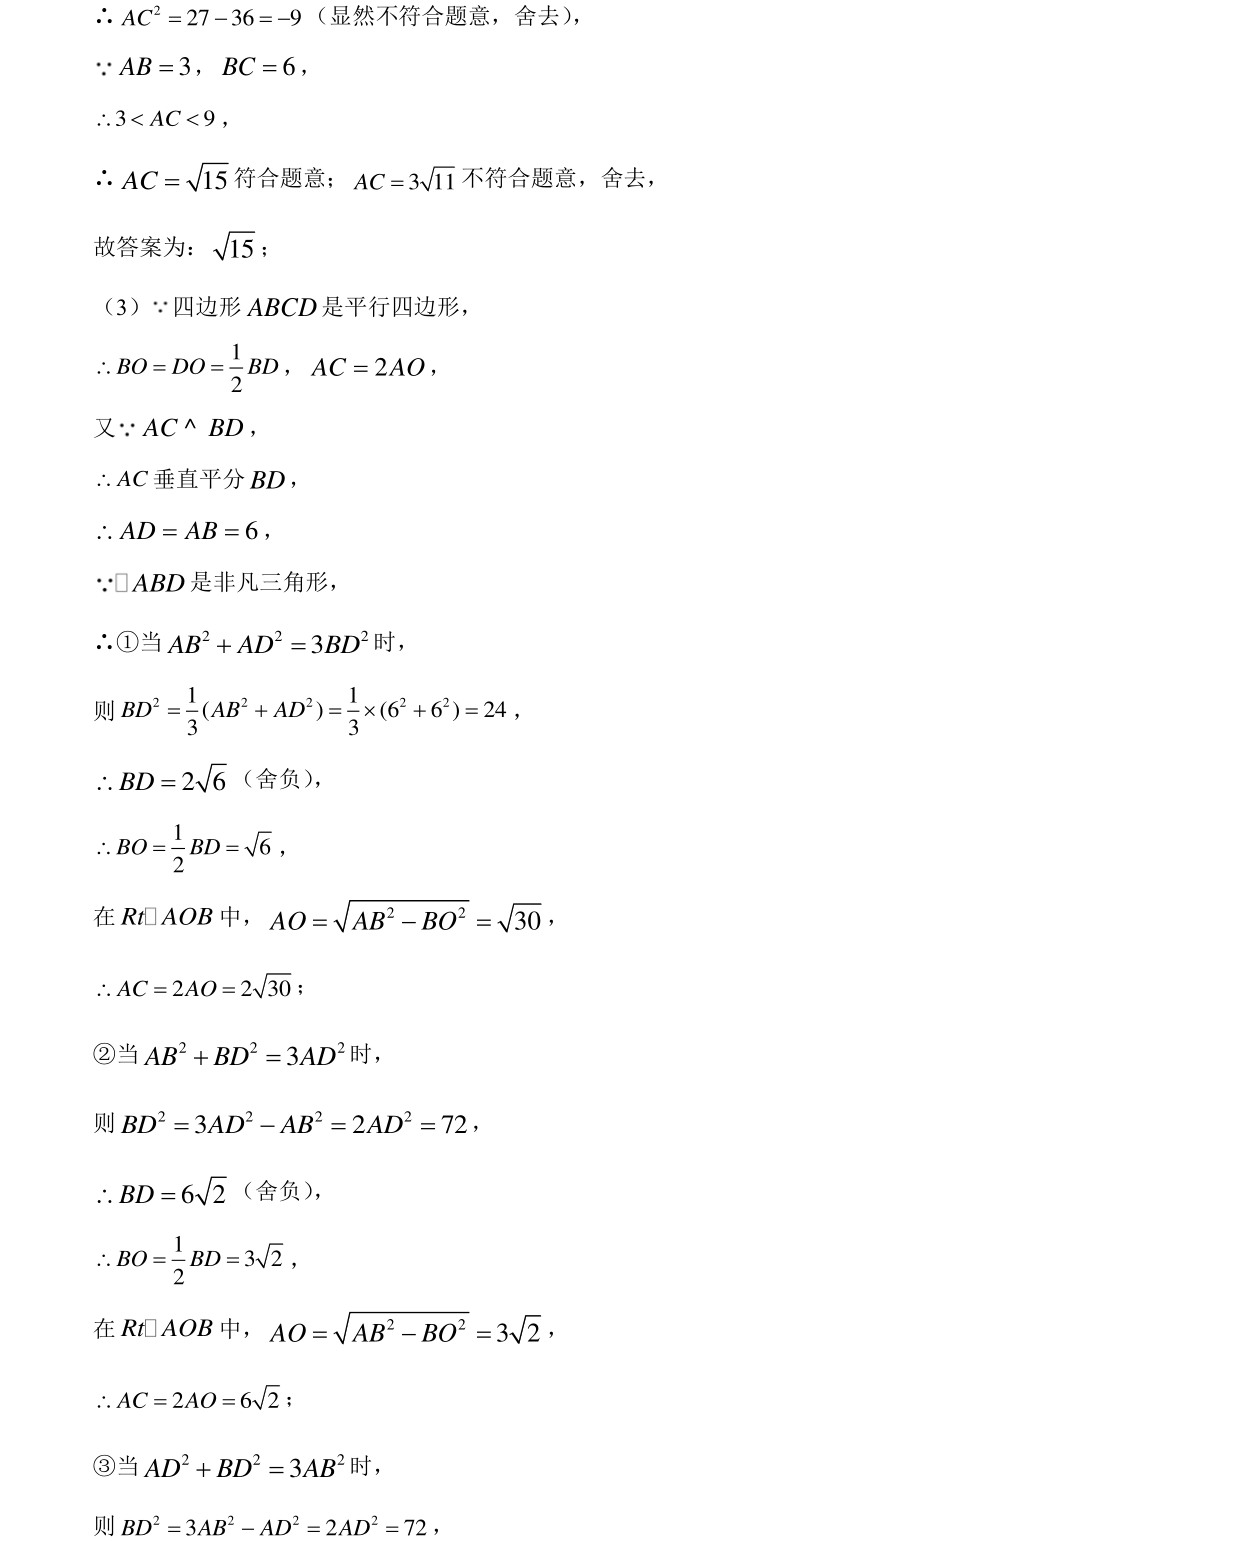 ∴ AC² = 27 − 36 = −9（显然不符合题意，舍去），
∵ AB = 3， BC = 6，
∴ 3 < AC < 9，
∴ AC = √15 符合题意； AC = 3√11 不符合题意，舍去，
故答案为： √15；
（3）∵四边形 ABCD 是平行四边形，
∴ BO = DO = 1/2 BD， AC = 2AO，
又∵ AC ^ BD，
∴ AC 垂直平分 BD，
∴ AD = AB = 6，
∵□ABD 是非凡三角形，
∴①当 AB² + AD² = 3BD² 时，
则 BD² = 1/3 (AB² + AD²) = 1/3 × (6² + 6²) = 24，
∴ BD = 2√6（舍负），
∴ BO = 1/2 BD = √6，
在 Rt□AOB 中， AO = √(AB² − BO²) = √30，
∴ AC = 2AO = 2√30；
②当 AB² + BD² = 3AD² 时，
则 BD² = 3AD² − AB² = 2AD² = 72，
∴ BD = 6√2（舍负），
∴ BO = 1/2 BD = 3√2，
在 Rt□AOB 中， AO = √(AB² − BO²) = 3√2，
∴ AC = 2AO = 6√2；
③当 AD² + BD² = 3AB² 时，
则 BD² = 3AB² − AD² = 2AD² = 72，